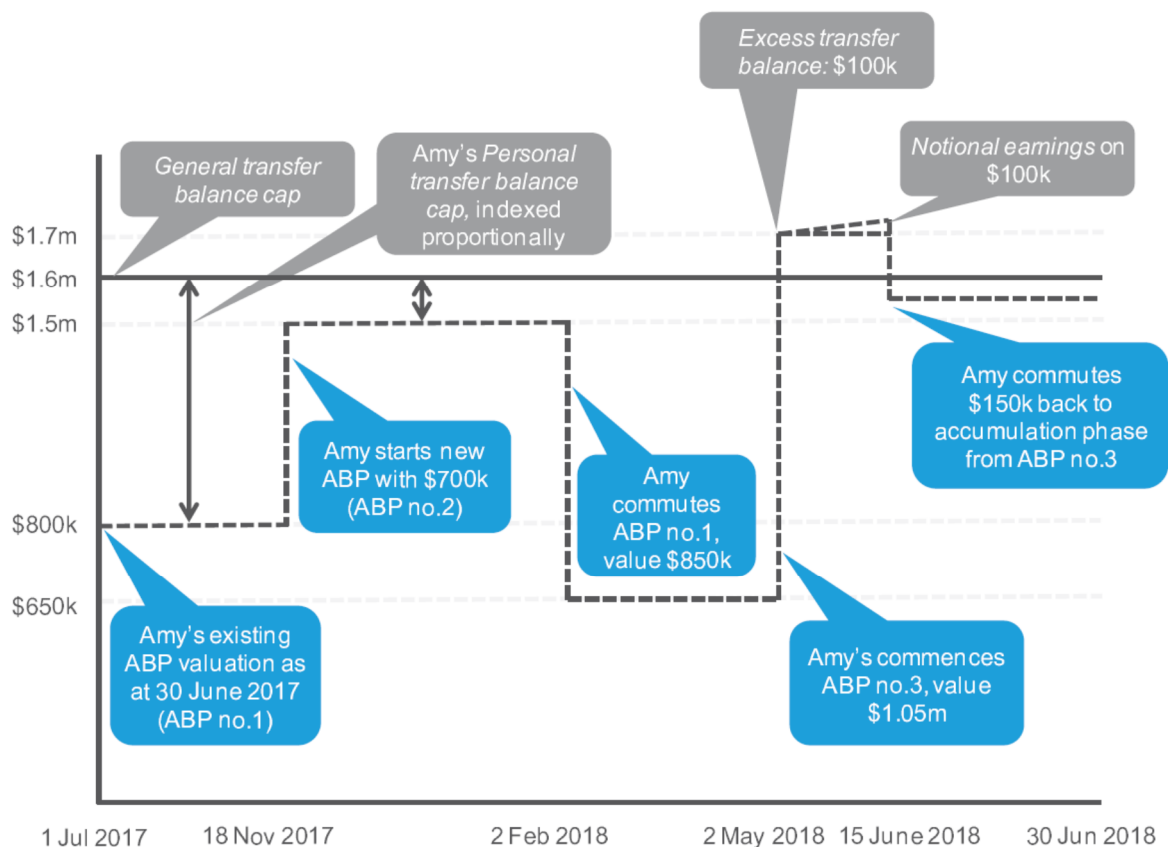 Excess transfer
balance: $100k
General transfer
balance cap
Amy’s Personal
transfer balance
cap, indexed
proportionally
Notional earnings on
$100k
$1.7m
$1.6m
$1.5m
$800k
$650k
Amy starts new
ABP with $700k
(ABP no.2)
Amy
commutes
ABP no.1,
value $850k
Amy commutes
$150k back to
accumulation phase
from ABP no.3
Amy’s existing
ABP valuation as
at 30 June 2017
(ABP no.1)
Amy’s commences
ABP no.3, value
$1.05m
1 Jul 2017
18 Nov 2017
2 Feb 2018
2 May 2018
15 June 2018
30 Jun 2018